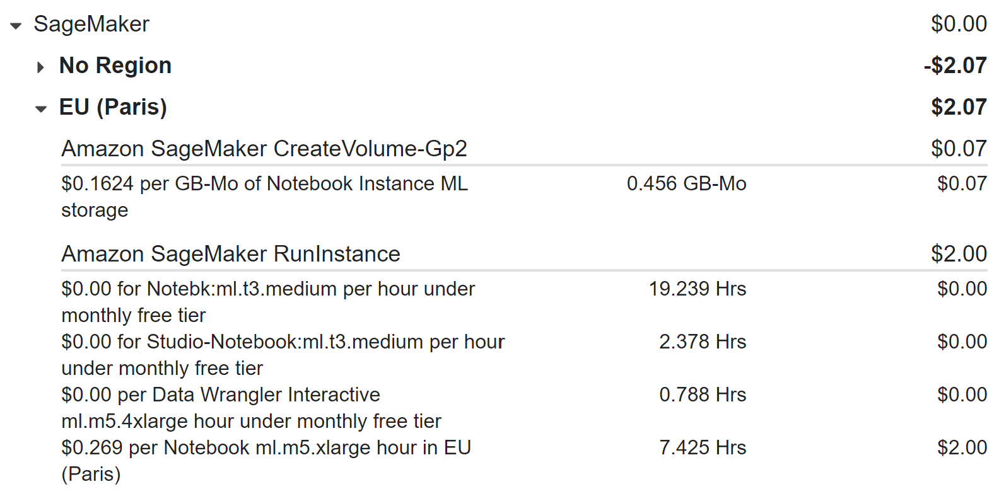 SageMaker $0.00
No Region -$2.07
EU (Paris) $2.07
Amazon SageMaker CreateVolume-Gp2 $0.07
$0.1624 per GB-Mo of Notebook Instance ML 0.456 GB-Mo $0.07
storage
Amazon SageMaker RunInstance $2.00
$0.00 for Notebk:ml.t3.medium per hour under 19.239 Hrs $0.00
monthly free tier
$0.00 for Studio-Notebook:ml.t3.medium per hour 2.378 Hrs $0.00
under monthly free tier
$0.00 per Data Wrangler Interactive 0.788 Hrs $0.00
ml.m5.4xlarge hour under monthly free tier
$0.269 per Notebook ml.m5.xlarge hour in EU 7.425 Hrs $2.00
(Paris)